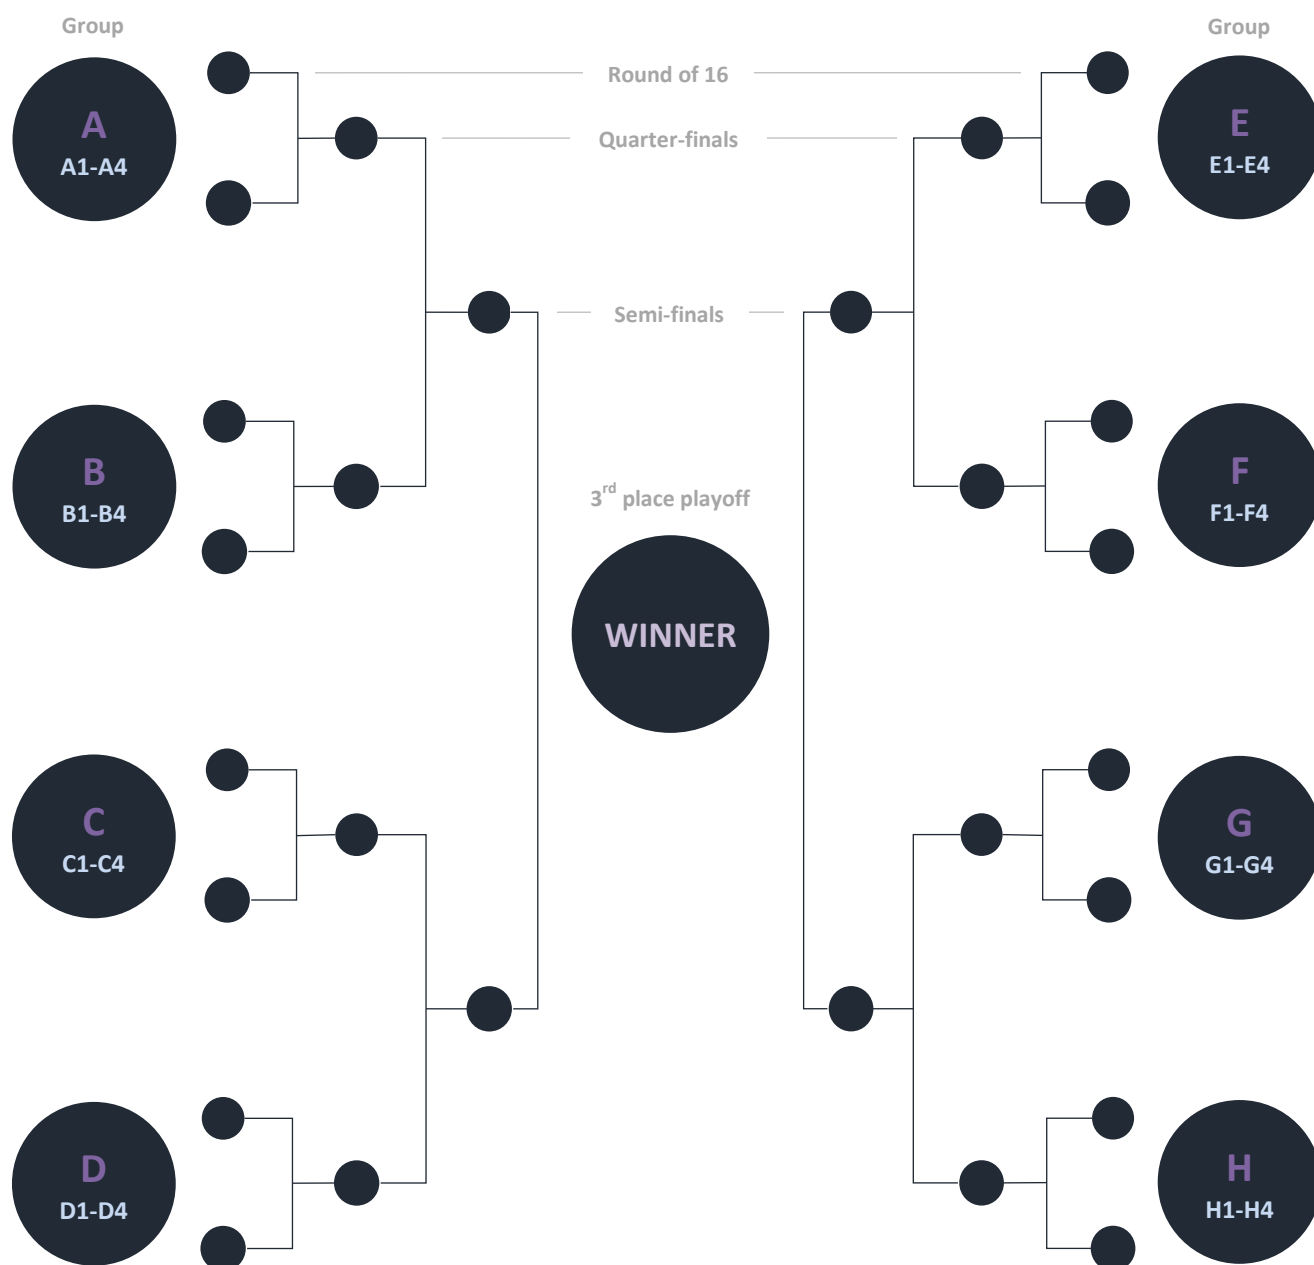 Group
Group
Round of 16
A
A1-A4
E
E1-E4
Quarter-finals
Semi-finals
B
B1-B4
F
F1-F4
3rd place playoff
WINNER
C
C1-C4
G
G1-G4
D
D1-D4
H
H1-H4